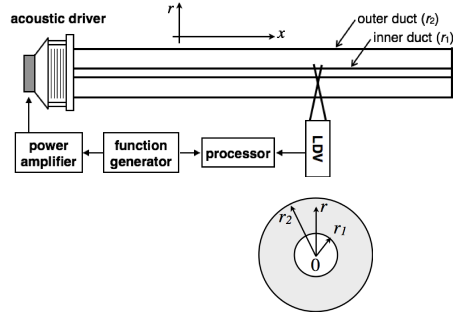 acoustic driver
r
x
outer duct (r2)
inner duct (r1)
LDV
power
amplifier
function
generator
processor
r
r2
r1
0